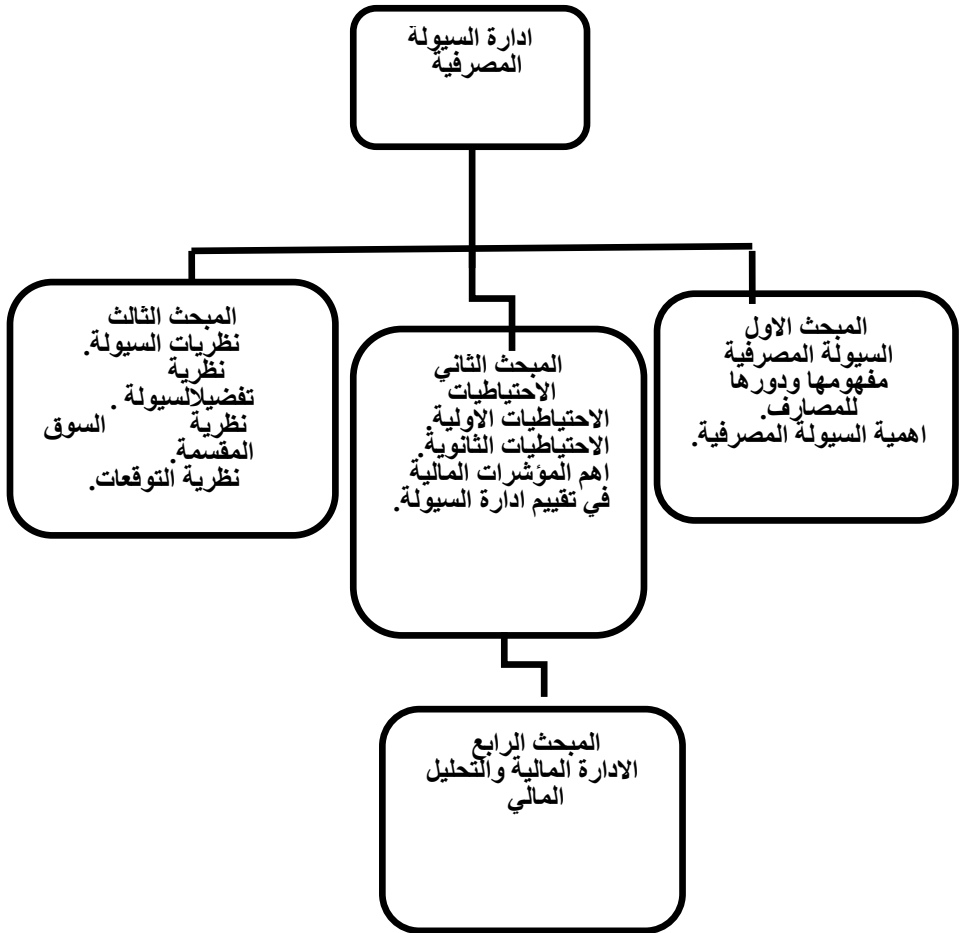 ادارة السيولة
المصرفية
المبحث الاول
السيولة المصرفية
مفهومها ودورها
للمصارف.
اهمية السيولة المصرفية.
المبحث الثاني
الاحتياطيات
الاحتياطيات الاولية.
الاحتياطيات الثانوية.
اهم المؤشرات المالية
في تقييم ادارة السيولة.
المبحث الثالث
نظريات السيولة.
نظرية
تفضيلالسيولة .
نظرية السوق
المقسمة.
نظرية التوقعات.
المبحث الرابع
الادارة المالية والتحليل
المالي